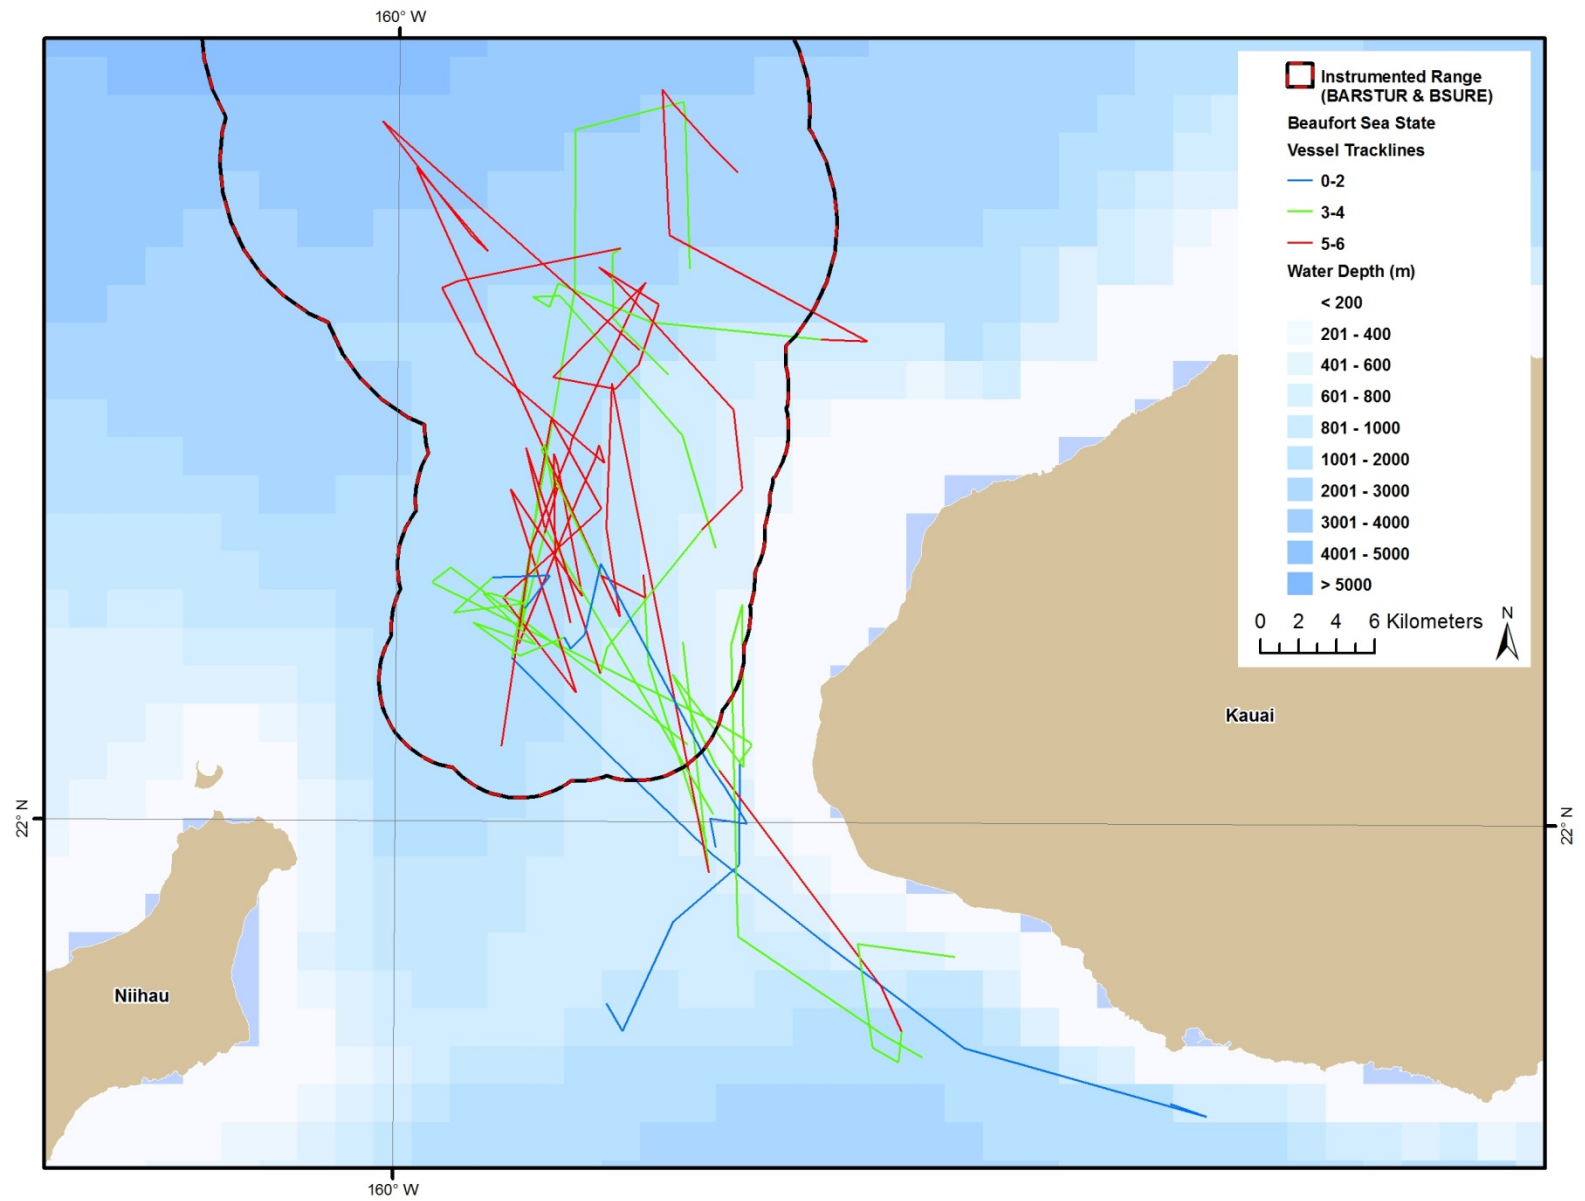 160° W
Instrumented Range
(BARSTUR & BSURE)
Beaufort Sea State
Vessel Tracklines
0-2
3-4
5-6
Water Depth (m)
< 200
201 - 400
401 - 600
601 - 800
801 - 1000
1001 - 2000
2001 - 3000
3001 - 4000
4001 - 5000
> 5000
0 2 4 6 Kilometers
N
Kauai
22° N
22° N
Niihau
160° W